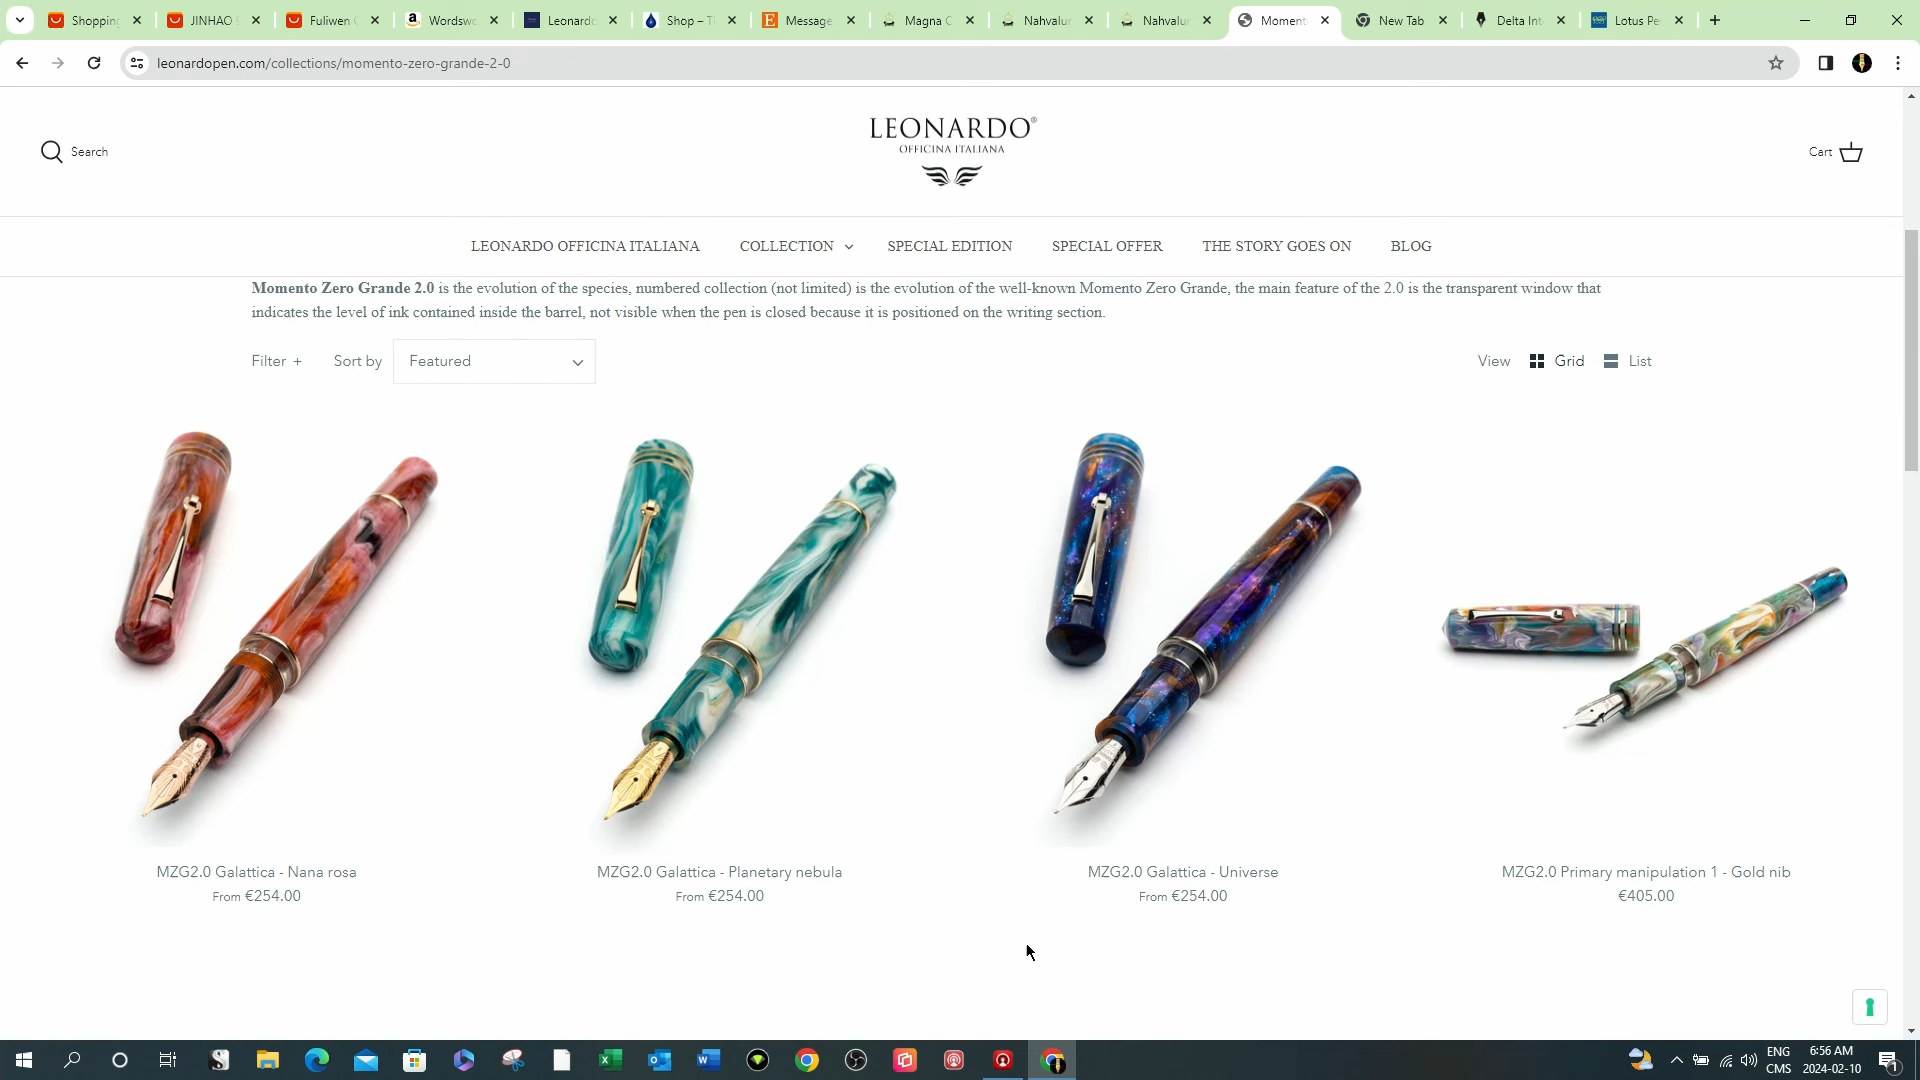 Shopping
JINHAO
Fuliwen
Wordswo
Leonardo
Shop – T
Message
Magna C
Nahvalur
Nahvalur
Moment
New Tab
Delta Int
Lotus Pe
leonardopen.com/collections/momento-zero-grande-2-0
Search
LEONARDO®
OFFICINA ITALIANA
Cart
LEONARDO OFFICINA ITALIANA
COLLECTION
SPECIAL EDITION
SPECIAL OFFER
THE STORY GOES ON
BLOG
Momento Zero Grande 2.0 is the evolution of the species, numbered collection (not limited) is the evolution of the well-known Momento Zero Grande, the main feature of the 2.0 is the transparent window that
indicates the level of ink contained inside the barrel, not visible when the pen is closed because it is positioned on the writing section.
Filter +
Sort by
Featured
View
Grid
List
MZG2.0 Galattica - Nana rosa
From €254.00
MZG2.0 Galattica - Planetary nebula
From €254.00
MZG2.0 Galattica - Universe
From €254.00
MZG2.0 Primary manipulation 1 - Gold nib
€405.00
ENG
CMS
6:56 AM
2024-02-10
1